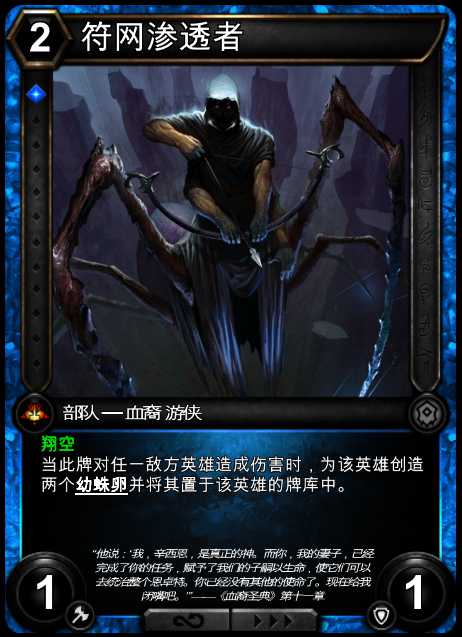 2
符网渗透者
部队 — 血裔 游侠
翔空
当此牌对任一敌方英雄造成伤害时，为该英雄创造
两个幼蛛卵并将其置于该英雄的牌库中。
“他说：‘我，辛西恩，是真正的神。而你，我的妻子，已经
完成了你的任务，赋予了我们的子嗣以生命，使它们可以
去统治整个恩卓特。你已经没有其他的使命了。现在给我
闭嘴吧。’”——《血裔圣典》第十一章
1
1